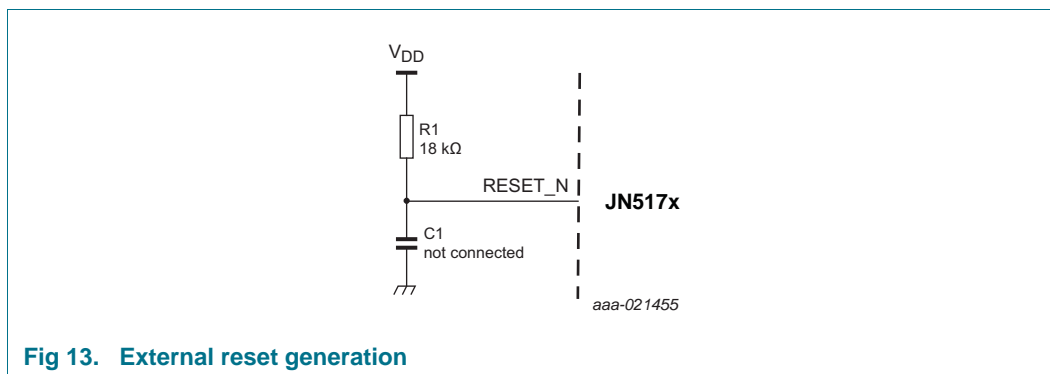 VDD
R1
18 kΩ
RESET_N
JN517x
C1
not connected
aaa-021455
Fig 13. External reset generation